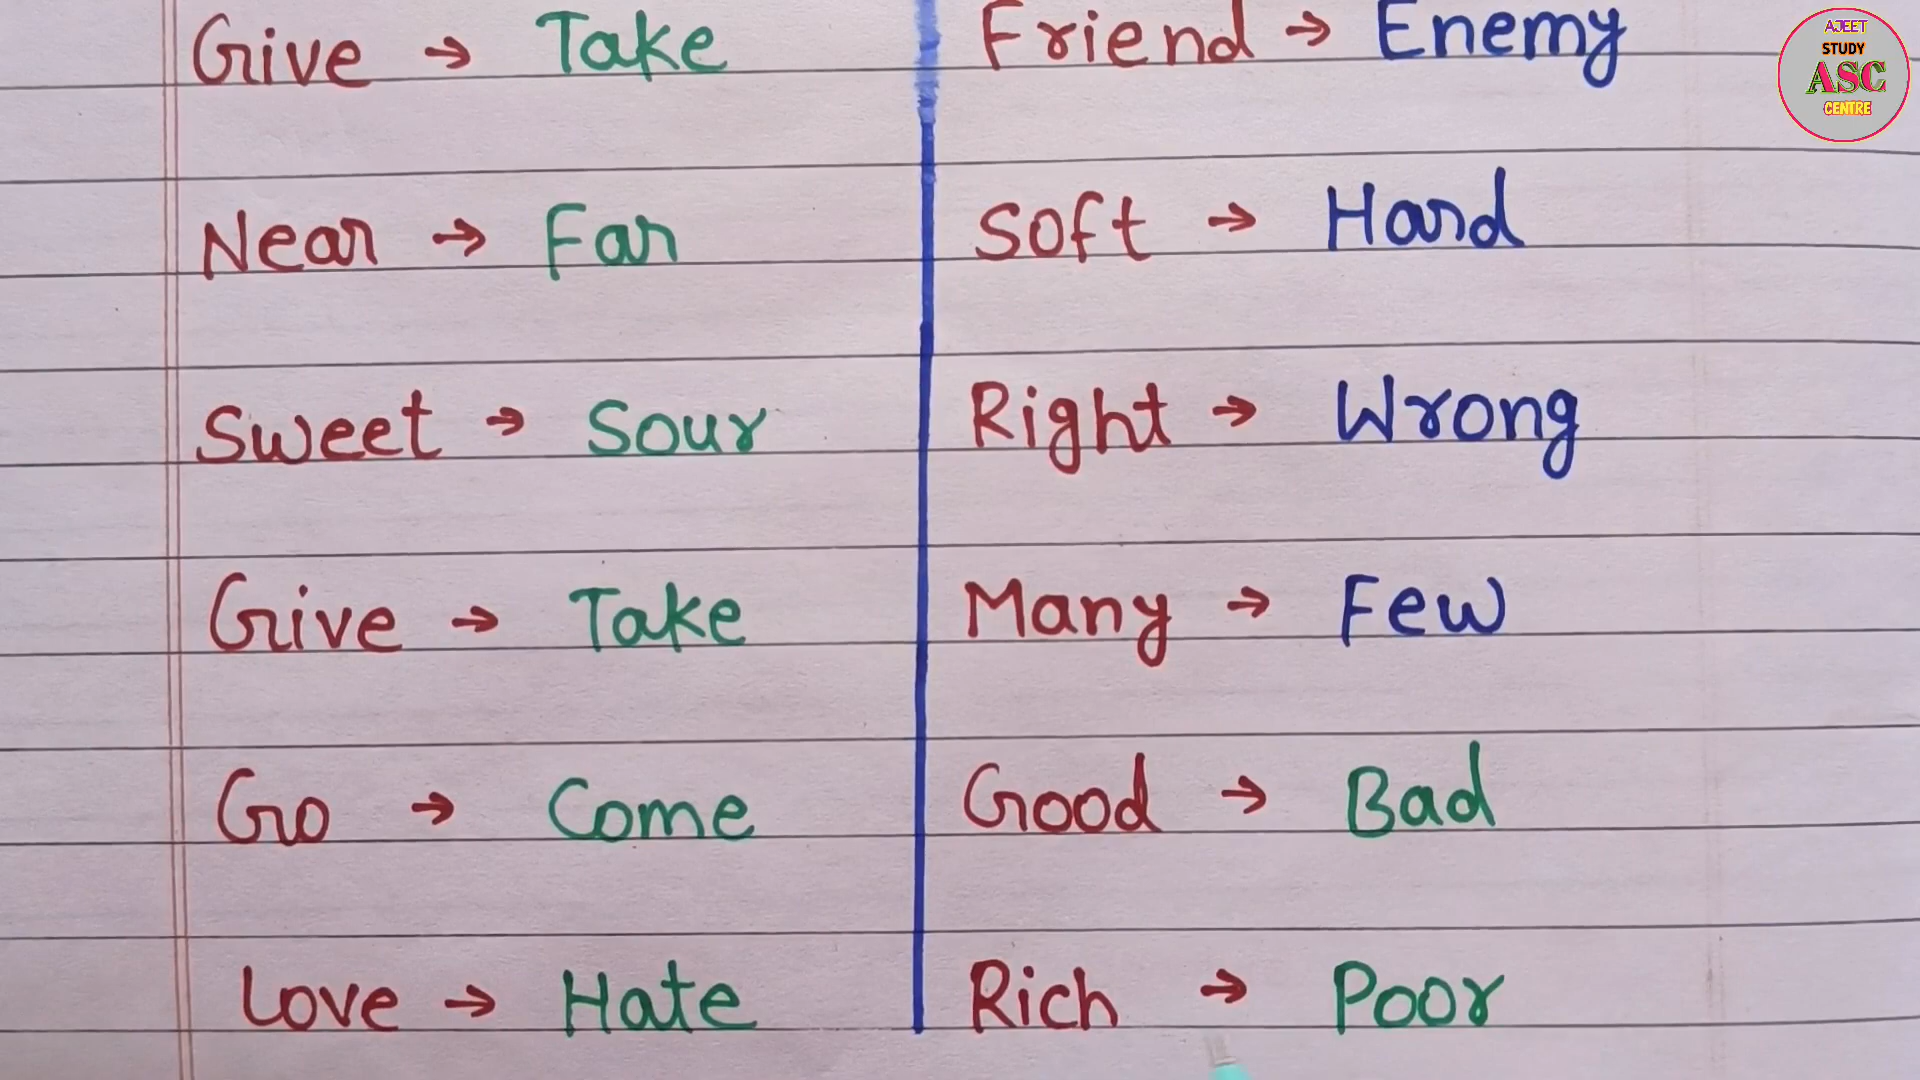 Give → Take
Near → Far
Sweet → Sour
Give → Take
Go → Come
Love → Hate
Friend → Enemy
Soft → Hard
Right → Wrong
Many → Few
Good → Bad
Rich → Poor
AJEET
STUDY
ASC
CENTRE